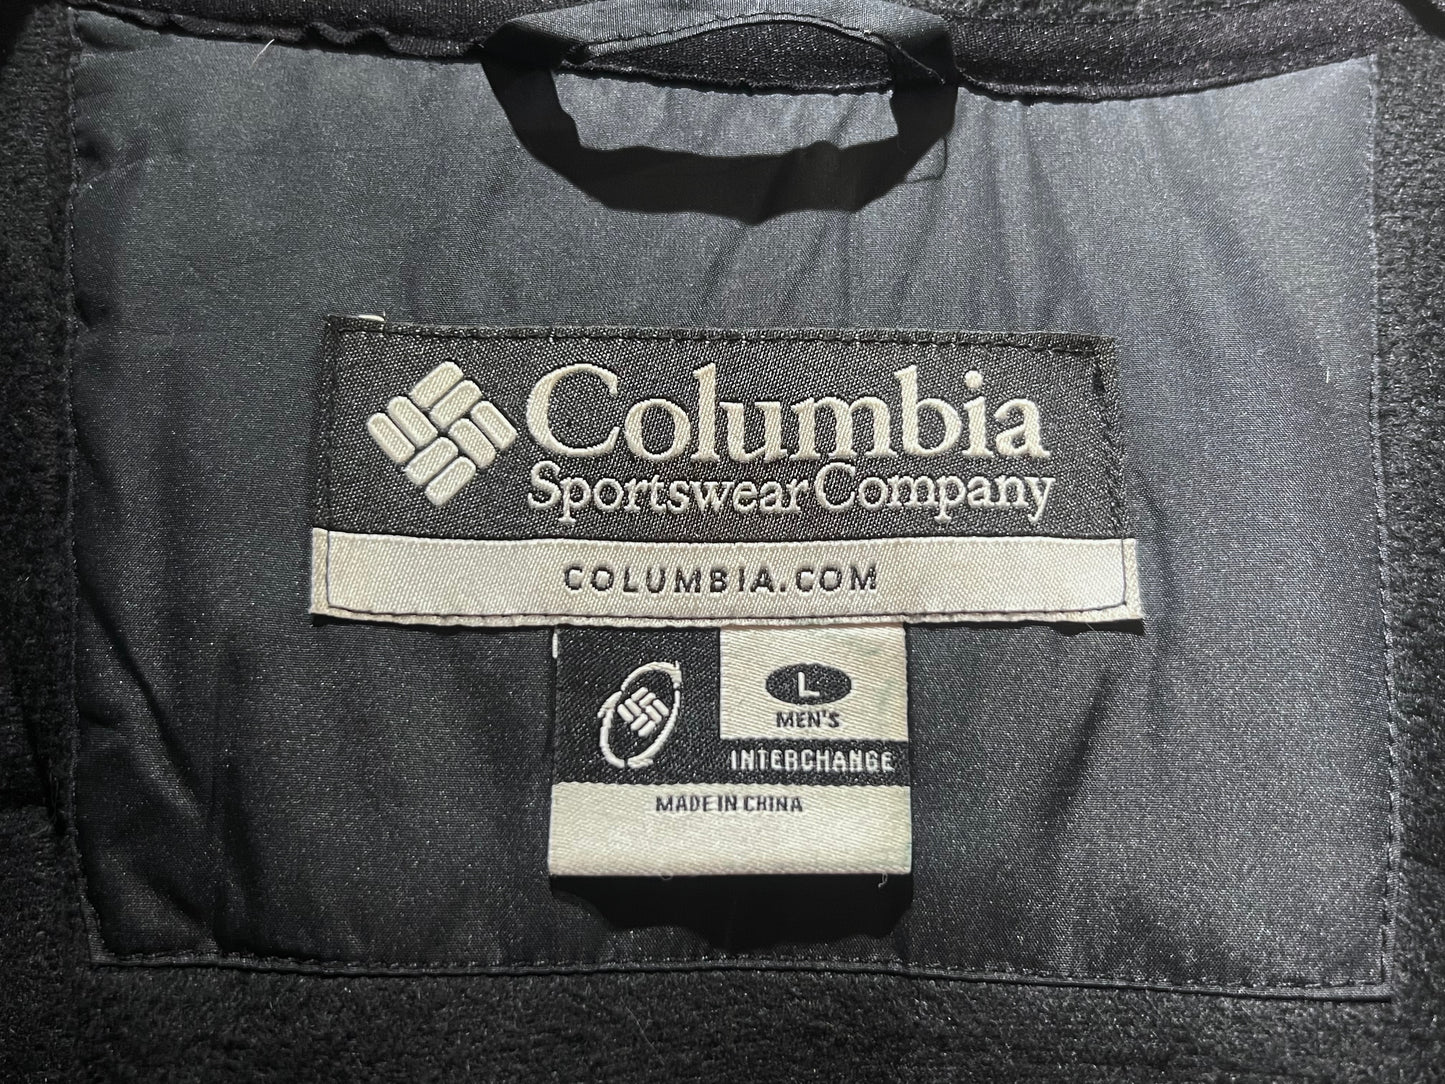 Columbia
Sportswear Company
COLUMBIA.COM
L
MEN'S
INTERCHANGE
MADE IN CHINA